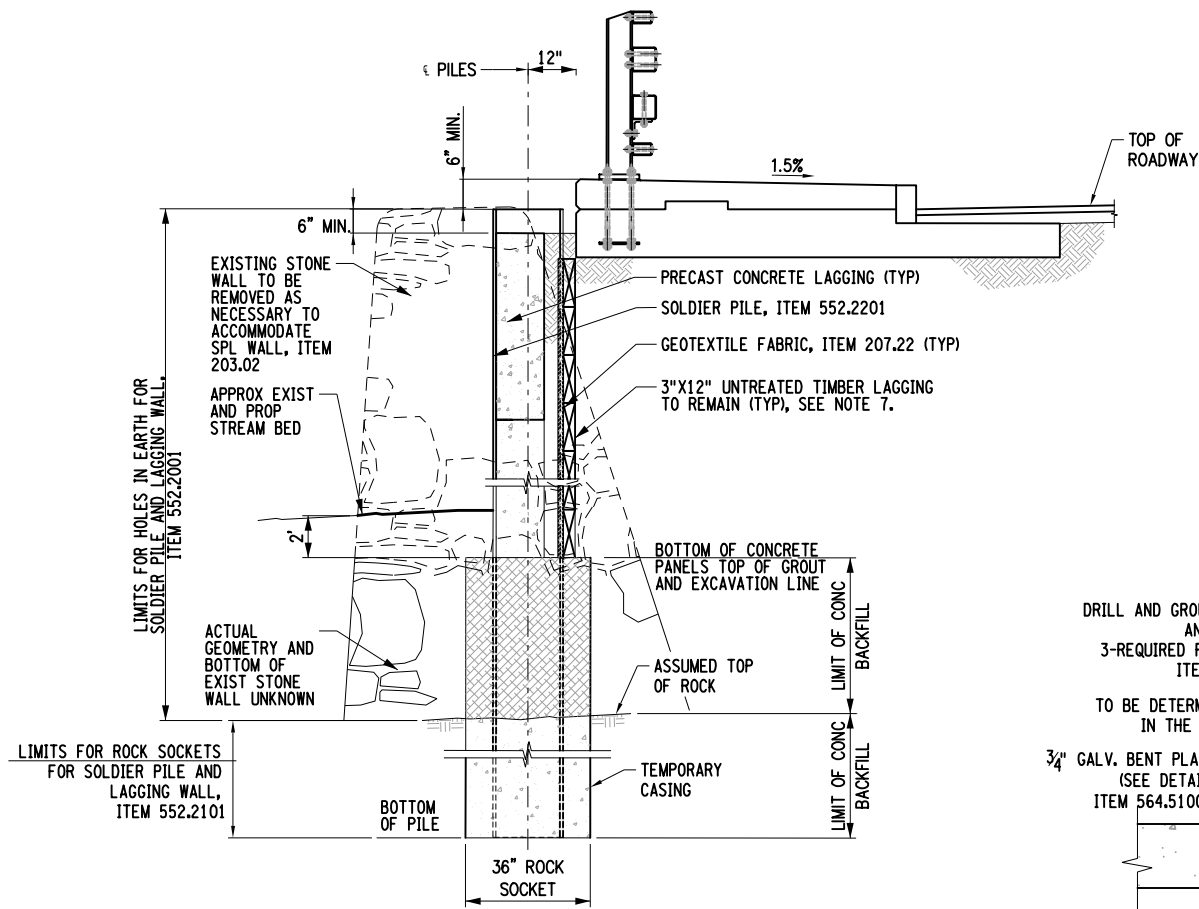 ℄ PILES
12"
6" MIN.
1.5%
TOP OF
ROADWAY
6" MIN.
EXISTING STONE
WALL TO BE
REMOVED AS
NECESSARY TO
ACCOMMODATE
SPL WALL, ITEM
203.02
PRECAST CONCRETE LAGGING (TYP)
SOLDIER PILE, ITEM 552.2201
GEOTEXTILE FABRIC, ITEM 207.22 (TYP)
3"X12" UNTREATED TIMBER LAGGING
TO REMAIN (TYP), SEE NOTE 7.
APPROX EXIST
AND PROP
STREAM BED
LIMITS FOR HOLES IN EARTH FOR
SOLDIER PILE AND LAGGING WALL,
ITEM 552.2001
2'
BOTTOM OF CONCRETE
PANELS TOP OF GROUT
AND EXCAVATION LINE
ACTUAL
GEOMETRY AND
BOTTOM OF
EXIST STONE
WALL UNKNOWN
ASSUMED TOP
OF ROCK
LIMIT OF CONC
BACKFILL
LIMITS FOR ROCK SOCKETS
FOR SOLDIER PILE AND
LAGGING WALL,
ITEM 552.2101
TEMPORARY
CASING
BOTTOM
OF PILE
LIMIT OF CONC
BACKFILL
36" ROCK
SOCKET
DRILL AND GROU
AN
3-REQUIRED F
ITE
TO BE DETERM
IN THE
3/4" GALV. BENT PLA
(SEE DETAI
ITEM 564.5100